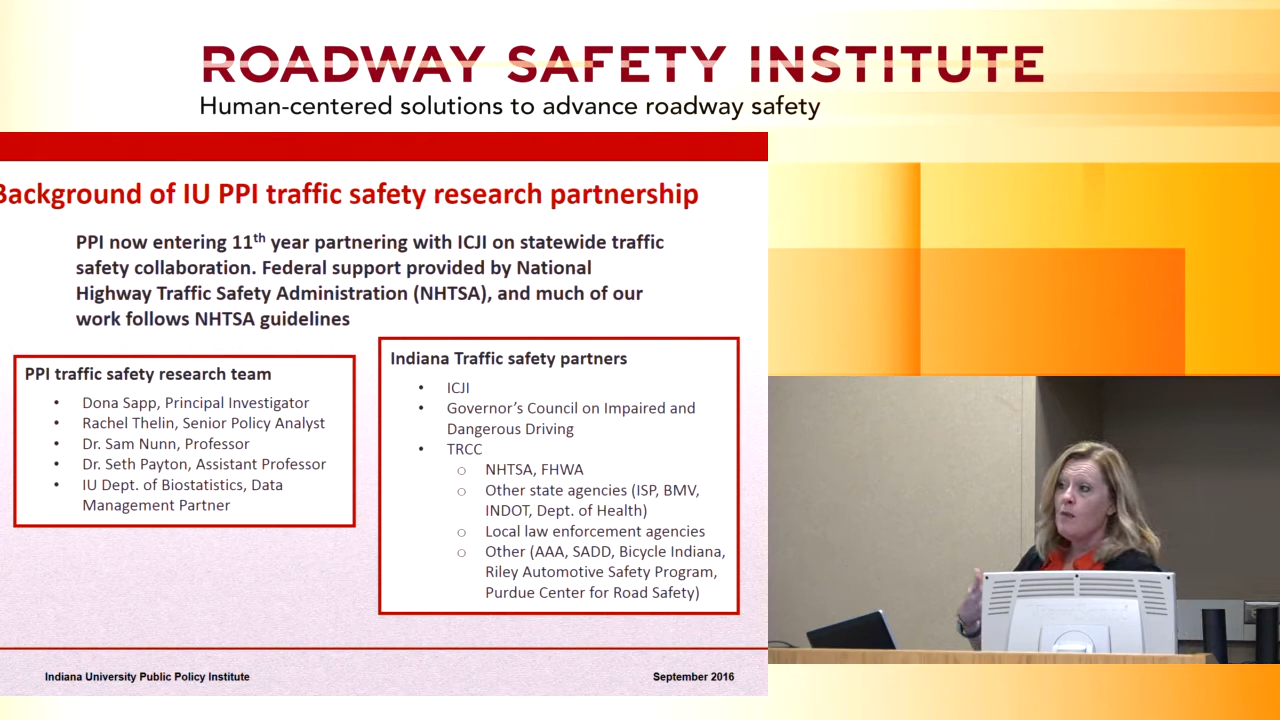 ROADWAY SAFETY INSTITUTE
Human-centered solutions to advance roadway safety
Background of IU PPI traffic safety research partnership
PPI now entering 11th year partnering with ICJI on statewide traffic
safety collaboration. Federal support provided by National
Highway Traffic Safety Administration (NHTSA), and much of our
work follows NHTSA guidelines
PPI traffic safety research team
• Dona Sapp, Principal Investigator
• Rachel Thelin, Senior Policy Analyst
• Dr. Sam Nunn, Professor
• Dr. Seth Payton, Assistant Professor
• IU Dept. of Biostatistics, Data
Management Partner
Indiana Traffic safety partners
• ICJI
• Governor's Council on Impaired and
Dangerous Driving
• TRCC
○ NHTSA, FHWA
○ Other state agencies (ISP, BMV,
INDOT, Dept. of Health)
○ Local law enforcement agencies
○ Other (AAA, SADD, Bicycle Indiana,
Riley Automotive Safety Program,
Purdue Center for Road Safety)
Indiana University Public Policy Institute
September 2016